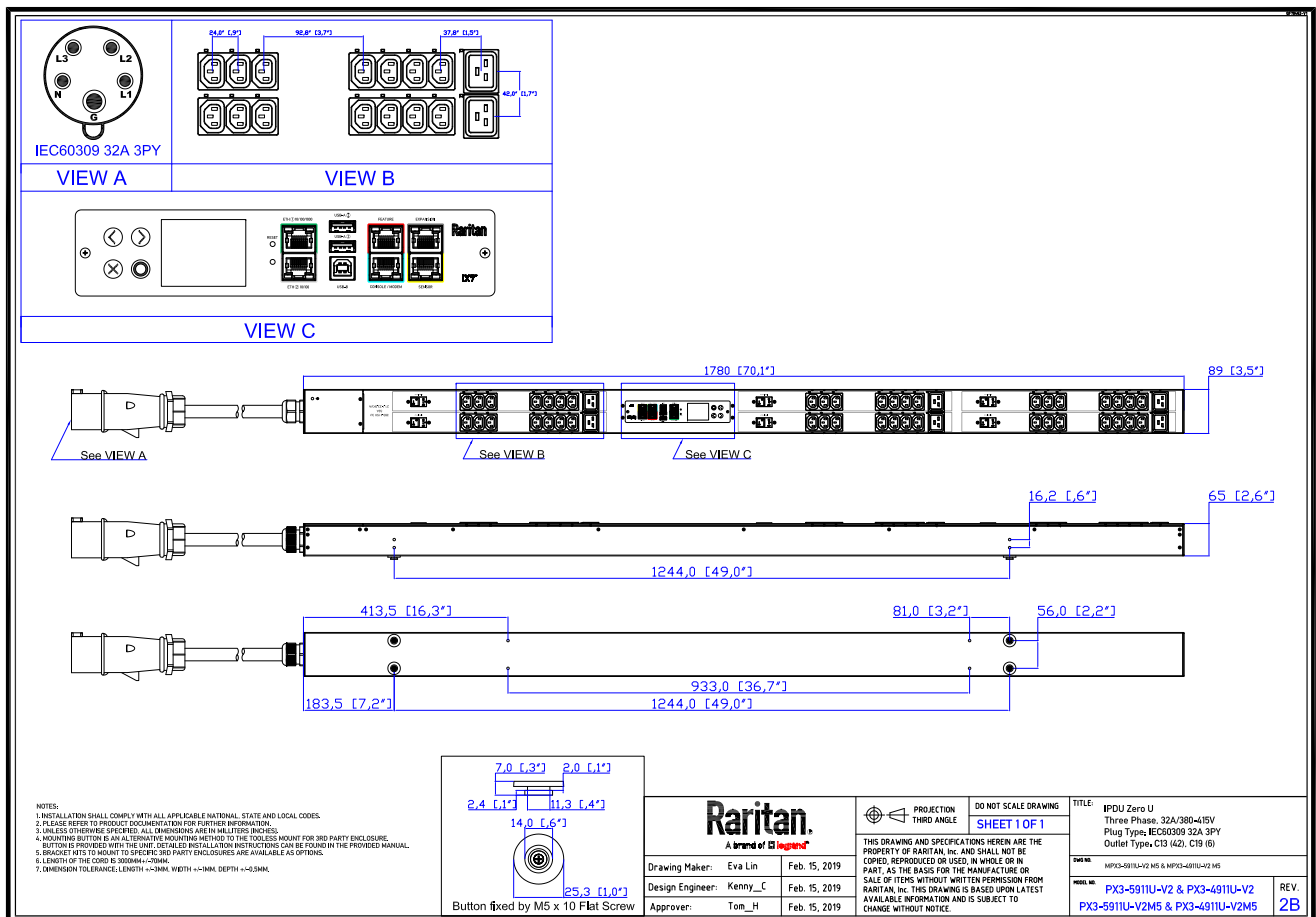 L3
L2
N
L1
G
IEC60309 32A 3PY
VIEW A
24,0" [,9"]
92,8" [3,7"]
37,8" [1,5"]
42,0" [1,7"]
VIEW B
ETH ① 10/100/1000
USB-A ①
FEATURE
EXPANSION
RESET
USB-A ②
Raritan
ETH ② 10/100
USB-B
CONSOLE / MODEM
SENSOR
iX7™
VIEW C
1780 [70,1"]
89 [3,5"]
See VIEW A
See VIEW B
See VIEW C
16,2 [,6"]
65 [2,6"]
1244,0 [49,0"]
413,5 [16,3"]
81,0 [3,2"]
56,0 [2,2"]
933,0 [36,7"]
183,5 [7,2"]
1244,0 [49,0"]
NOTES:
1. INSTALLATION SHALL COMPLY WITH ALL APPLICABLE NATIONAL, STATE AND LOCAL CODES.
2. PLEASE REFER TO PRODUCT DOCUMENTATION FOR FURTHER INFORMATION.
3. UNLESS OTHERWISE SPECIFIED, ALL DIMENSIONS ARE IN MILLITERS [INCHES].
4. MOUNTING BUTTON IS AN ALTERNATIVE MOUNTING METHOD TO THE TOOLESS MOUNT FOR 3RD PARTY ENCLOSURE.
BUTTON IS PROVIDED WITH THE UNIT. DETAILED INSTALLATION INSTRUCTIONS CAN BE FOUND IN THE PROVIDED MANUAL.
5. BRACKET KITS TO MOUNT TO SPECIFIC 3RD PARTY ENCLOSURES ARE AVAILABLE AS OPTIONS.
6. LENGTH OF THE CORD IS 3000MM+/-70MM.
7. DIMENSION TOLERANCE: LENGTH +/-3MM, WIDTH +/-1MM, DEPTH +/-0.5MM.
7,0 [,3"]
2,0 [,1"]
2,4 [,1"]
11,3 [,4"]
14,0 [,6"]
25,3 [1,0"]
Button fixed by M5 x 10 Flat Screw
Raritan.
A brand of legrand
Drawing Maker: Eva Lin Feb. 15, 2019
Design Engineer: Kenny_C Feb. 15, 2019
Approver: Tom_H Feb. 15, 2019
PROJECTION
THIRD ANGLE
DO NOT SCALE DRAWING
SHEET 1 OF 1
THIS DRAWING AND SPECIFICATIONS HEREIN ARE THE
PROPERTY OF RARITAN, Inc. AND SHALL NOT BE
COPIED, REPRODUCED OR USED, IN WHOLE OR IN
PART, AS THE BASIS FOR THE MANUFACTURE OR
SALE OF ITEMS WITHOUT WRITTEN PERMISSION FROM
RARITAN, Inc. THIS DRAWING IS BASED UPON LATEST
AVAILABLE INFORMATION AND IS SUBJECT TO
CHANGE WITHOUT NOTICE.
TITLE:
IPDU Zero U
Three Phase, 32A/380-415V
Plug Type: IEC60309 32A 3PY
Outlet Type: C13 (42), C19 (6)
DWG NO.
MPX3-5911U-V2 M5 & MPX3-4911U-V2 M5
MODEL NO.
PX3-5911U-V2 & PX3-4911U-V2
PX3-5911U-V2M5 & PX3-4911U-V2M5
REV.
2B